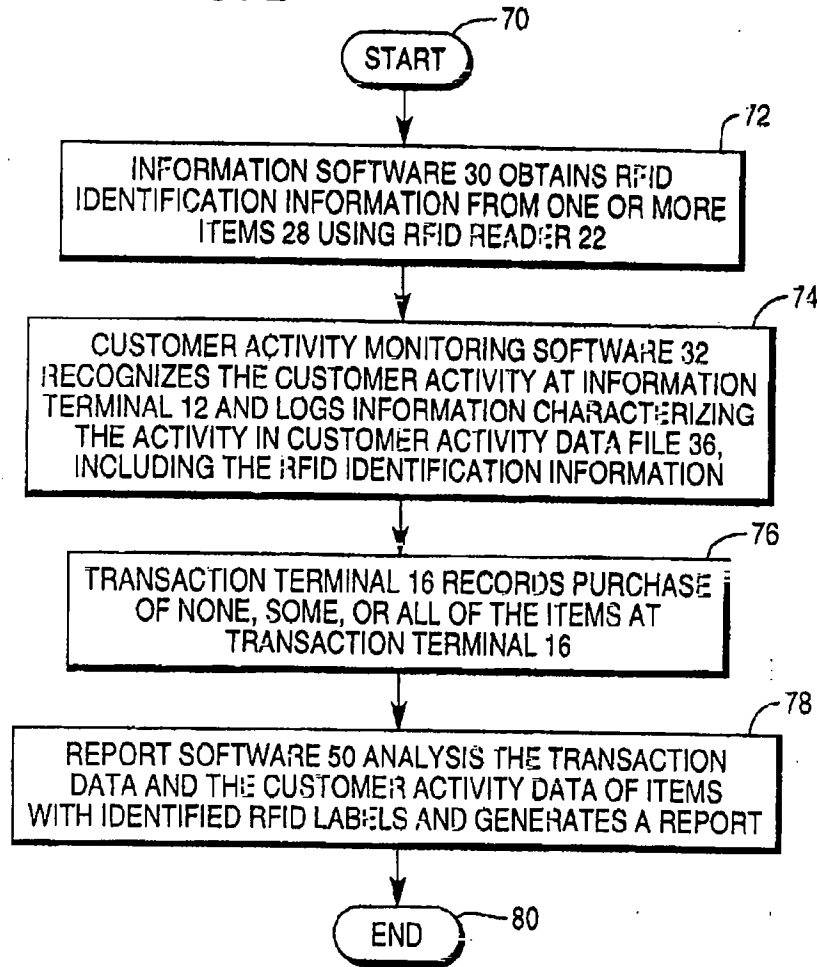 70
START
72
INFORMATION SOFTWARE 30 OBTAINS RFID
IDENTIFICATION INFORMATION FROM ONE OR MORE
ITEMS 28 USING RFID READER 22
74
CUSTOMER ACTIVITY MONITORING SOFTWARE 32
RECOGNIZES THE CUSTOMER ACTIVITY AT INFORMATION
TERMINAL 12 AND LOGS INFORMATION CHARACTERIZING
THE ACTIVITY IN CUSTOMER ACTIVITY DATA FILE 36,
INCLUDING THE RFID IDENTIFICATION INFORMATION
76
TRANSACTION TERMINAL 16 RECORDS PURCHASE
OF NONE, SOME, OR ALL OF THE ITEMS AT
TRANSACTION TERMINAL 16
78
REPORT SOFTWARE 50 ANALYSIS THE TRANSACTION
DATA AND THE CUSTOMER ACTIVITY DATA OF ITEMS
WITH IDENTIFIED RFID LABELS AND GENERATES A REPORT
80
END